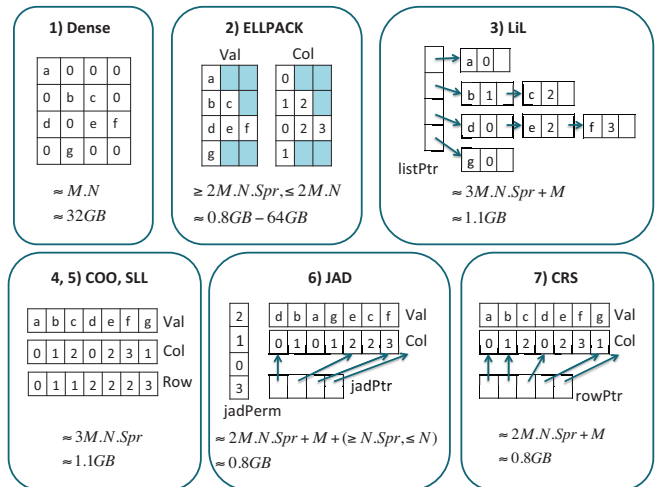 1) Dense
a 0 0 0
0 b c 0
d 0 e f
0 g 0 0
≈ M.N
≈ 32GB
2) ELLPACK
Val Col
a 0
b c 1 2
d e f 0 2 3
g 1
≥ 2M.N.Spr, ≤ 2M.N
≈ 0.8GB − 64GB
3) LiL
a 0
b 1 c 2
d 0 e 2 f 3
g 0
listPtr
≈ 3M.N.Spr + M
≈ 1.1GB
4, 5) COO, SLL
a b c d e f g Val
0 1 2 0 2 3 1 Col
0 1 1 2 2 2 3 Row
≈ 3M.N.Spr
≈ 1.1GB
6) JAD
2 1 0 3
jadPerm
d b a g e c f Val
0 1 0 1 2 2 3 Col
jadPtr
≈ 2M.N.Spr + M + (≥ N.Spr, ≤ N)
≈ 0.8GB
7) CRS
a b c d e f g Val
0 1 2 0 2 3 1 Col
rowPtr
≈ 2M.N.Spr + M
≈ 0.8GB